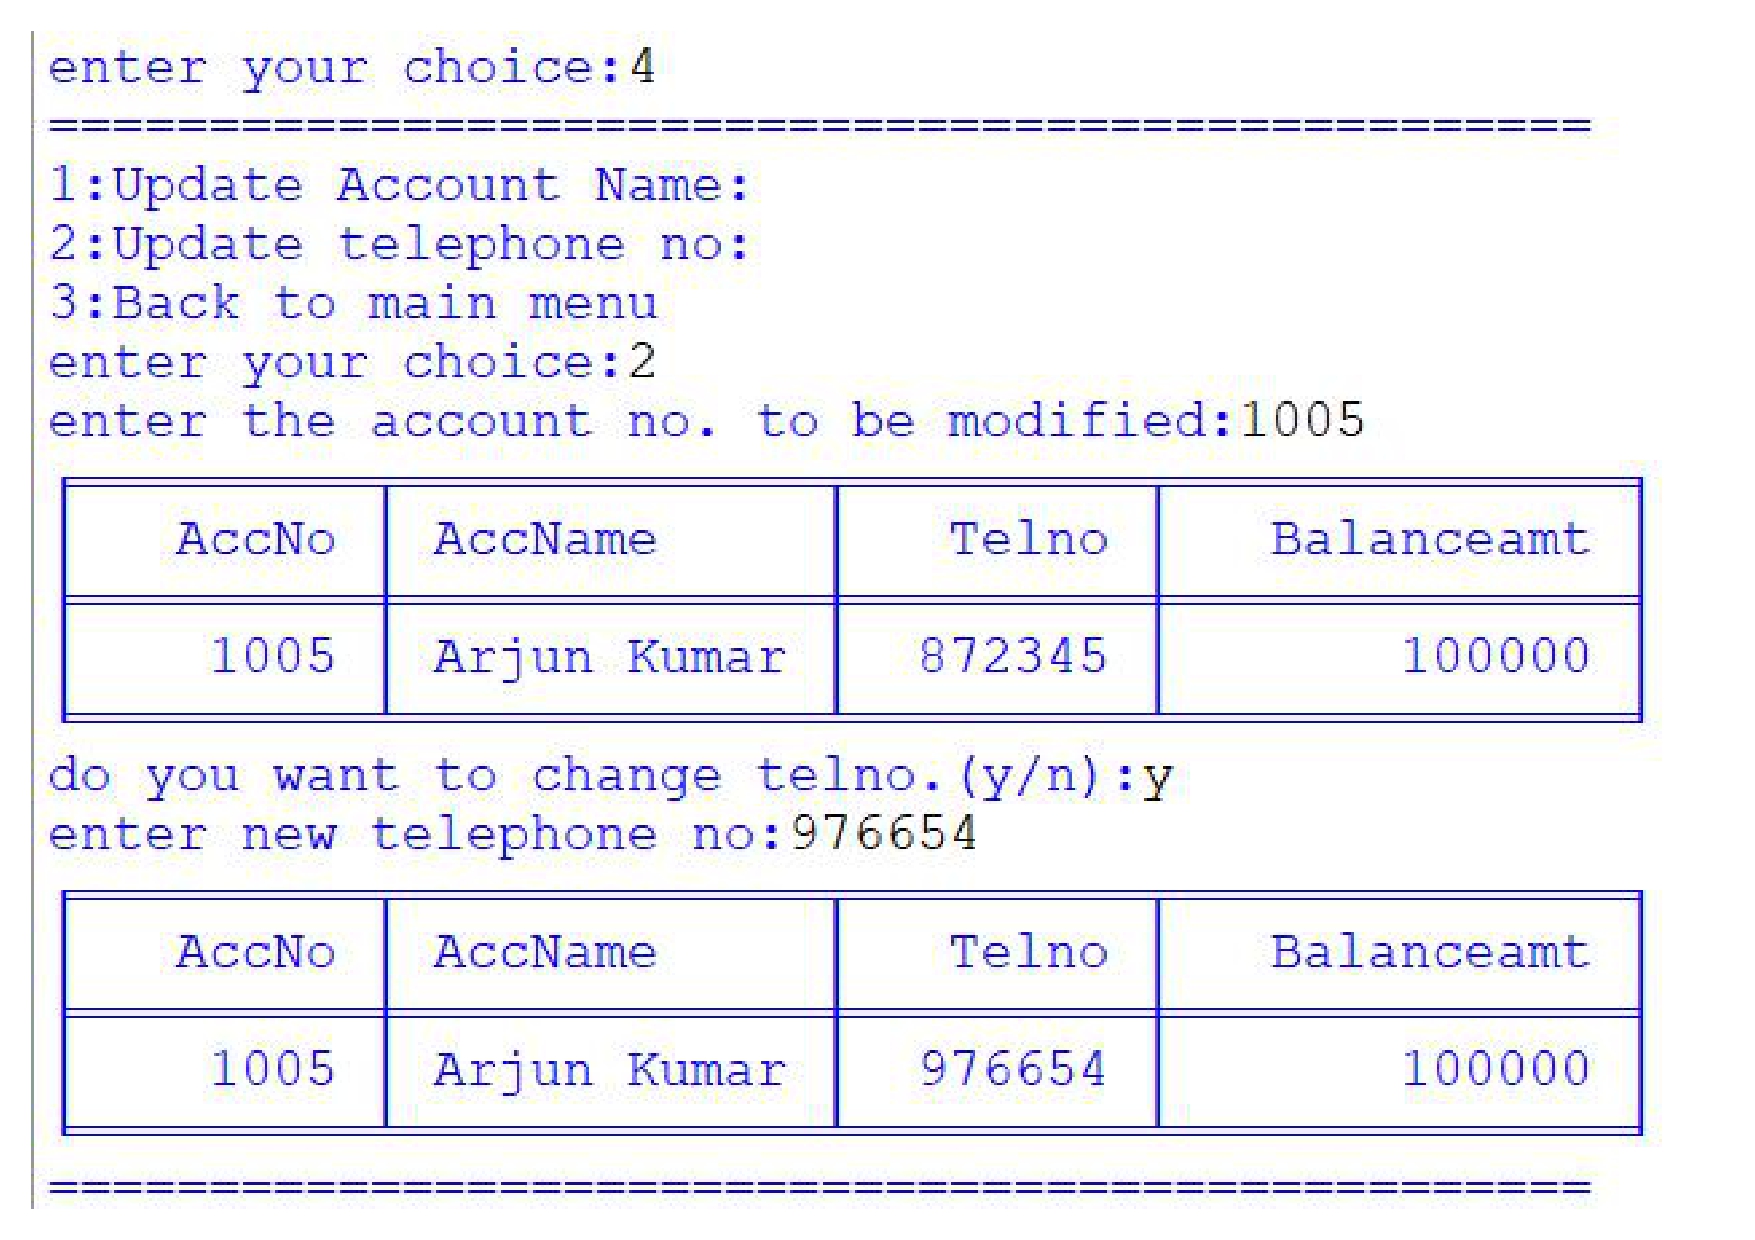 enter your choice:4
================================================
1:Update Account Name:
2:Update telephone no:
3:Back to main menu
enter your choice:2
enter the account no. to be modified:1005
AccNo AccName Telno Balanceamt
1005 Arjun Kumar 872345 100000
do you want to change telno.(y/n):y
enter new telephone no:976654
AccNo AccName Telno Balanceamt
1005 Arjun Kumar 976654 100000
================================================